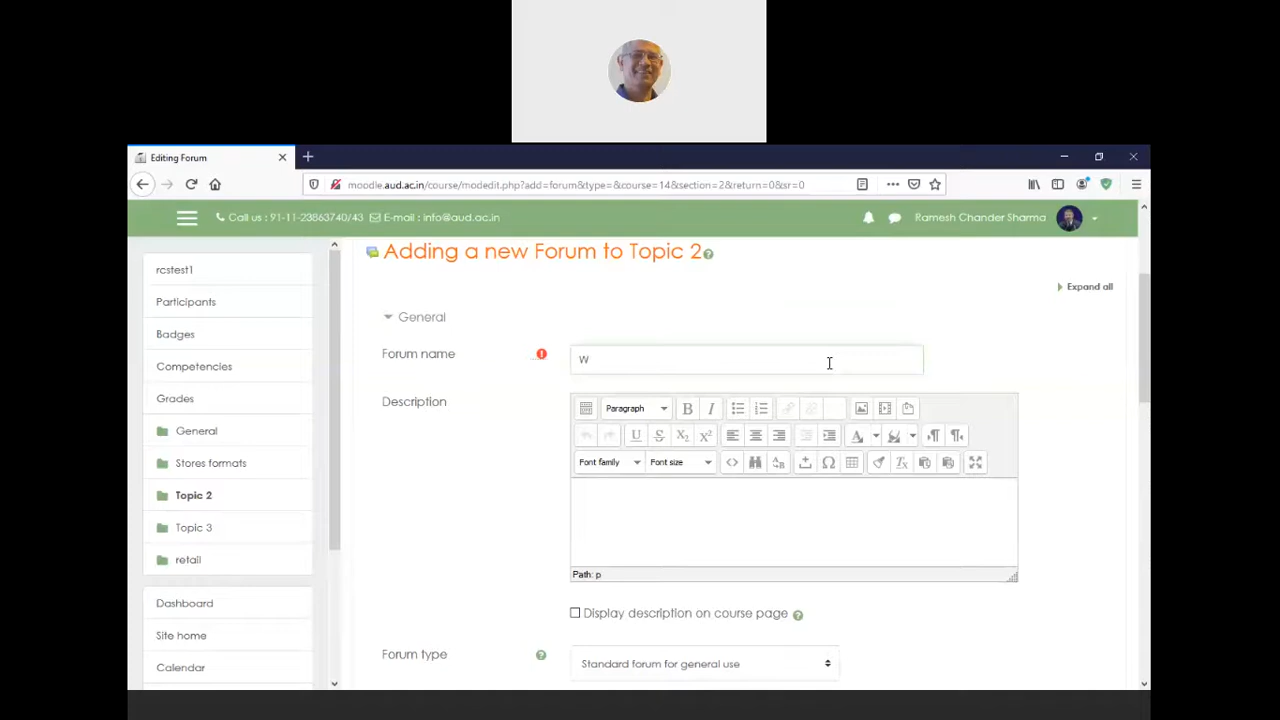 Editing Forum
moodle.aud.ac.in/course/modedit.php?add=forum&type=&course=14&section=2&return=0&sr=0
Call us : 91-11-23863740/43 E-mail : info@aud.ac.in
Ramesh Chander Sharma
rcstest1
Participants
Badges
Competencies
Grades
General
Stores formats
Topic 2
Topic 3
retail
Dashboard
Site home
Calendar
Adding a new Forum to Topic 2
Expand all
General
Forum name
W
Description
Paragraph
Font family Font size
Path: p
Display description on course page
Forum type
Standard forum for general use